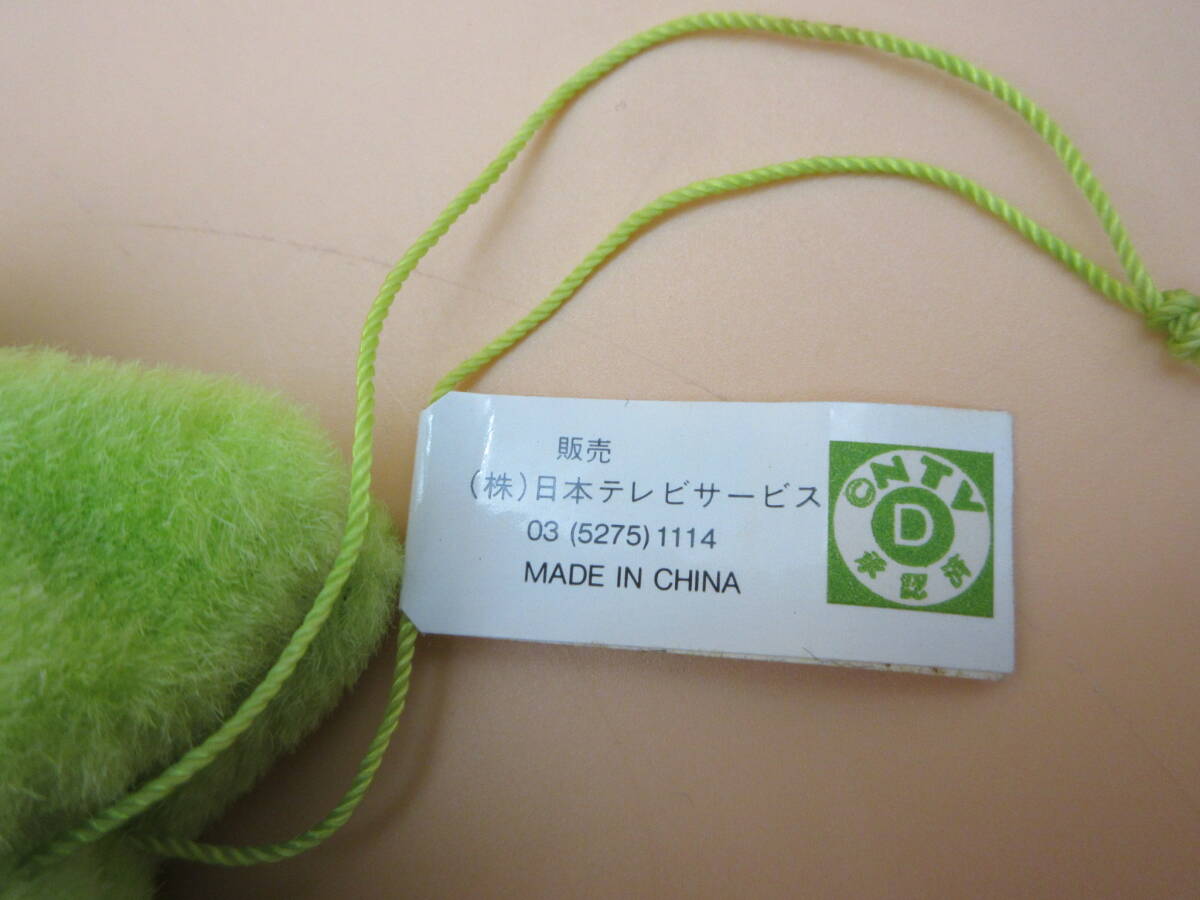 販売
(株)日本テレビサービス
03 (5275) 1114
MADE IN CHINA
©NTV
D
承認済